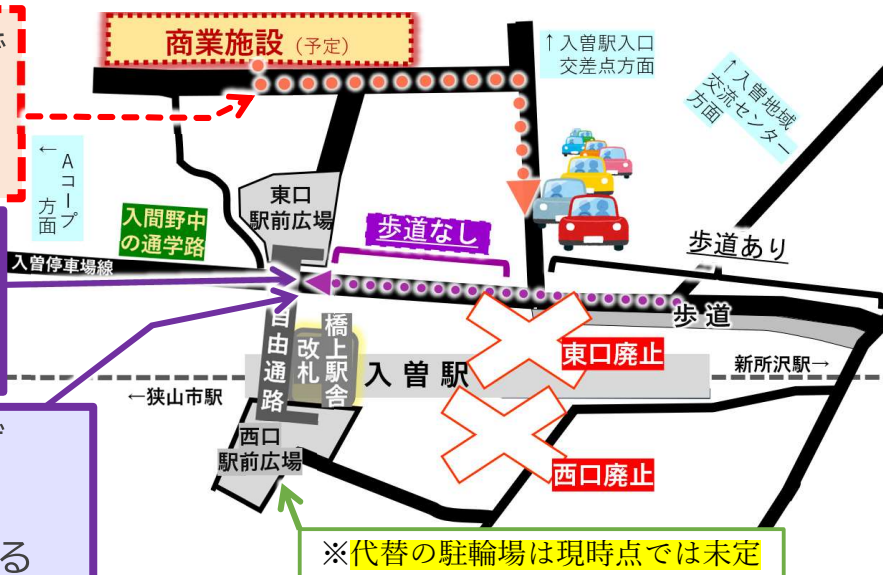 商業施設（予定）
↑入曽駅入口
交差点方面
↑入曽地域
交流センター
方面
←Aコープ
方面
入間野中
の通学路
東口
駅前広場
歩道なし
歩道あり
入曽停車場線
歩道
自由通路
改札
橋上駅舎
入曽駅
東口廃止
新所沢駅→
←狭山市駅
西口
駅前広場
西口廃止
る
※代替の駐輪場は現時点では未定